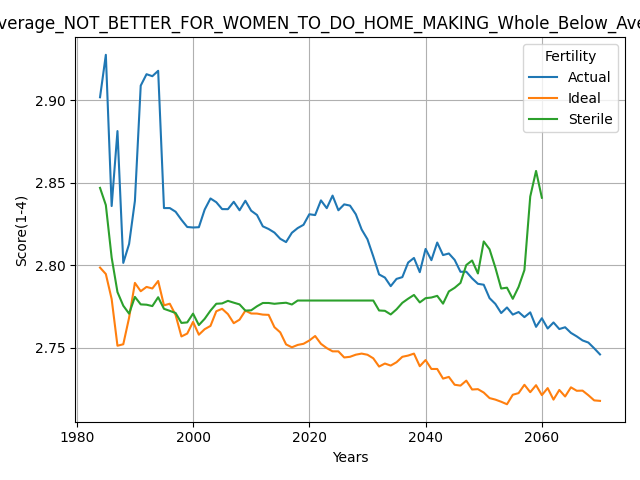 verage_NOT_BETTER_FOR_WOMEN_TO_DO_HOME_MAKING_Whole_Below_Ave
Fertility
Actual
Ideal
Sterile
Score(1-4)
2.90
2.85
2.80
2.75
1980 2000 2020 2040 2060
Years